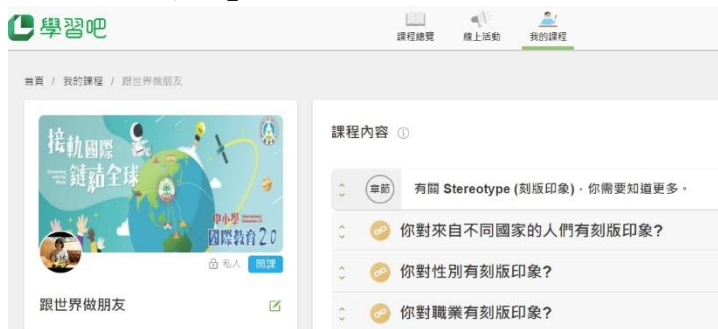 學習吧
課程總覽
線上活動
我的課程
首頁 / 我的課程 / 跟世界做朋友
接軌國際
鏈結全球
中小學
國際教育2.0
私人
開課
跟世界做朋友
課程內容
章節
有關 Stereotype (刻版印象)，你需要知道更多。
你對來自不同國家的人們有刻版印象?
你對性別有刻版印象?
你對職業有刻版印象?